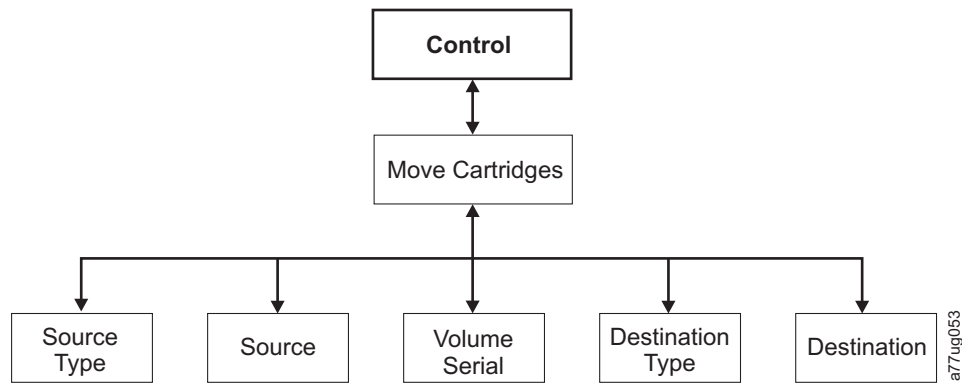 Control
Move Cartridges
Source
Type
Source
Volume
Serial
Destination
Type
Destination
a77ug053